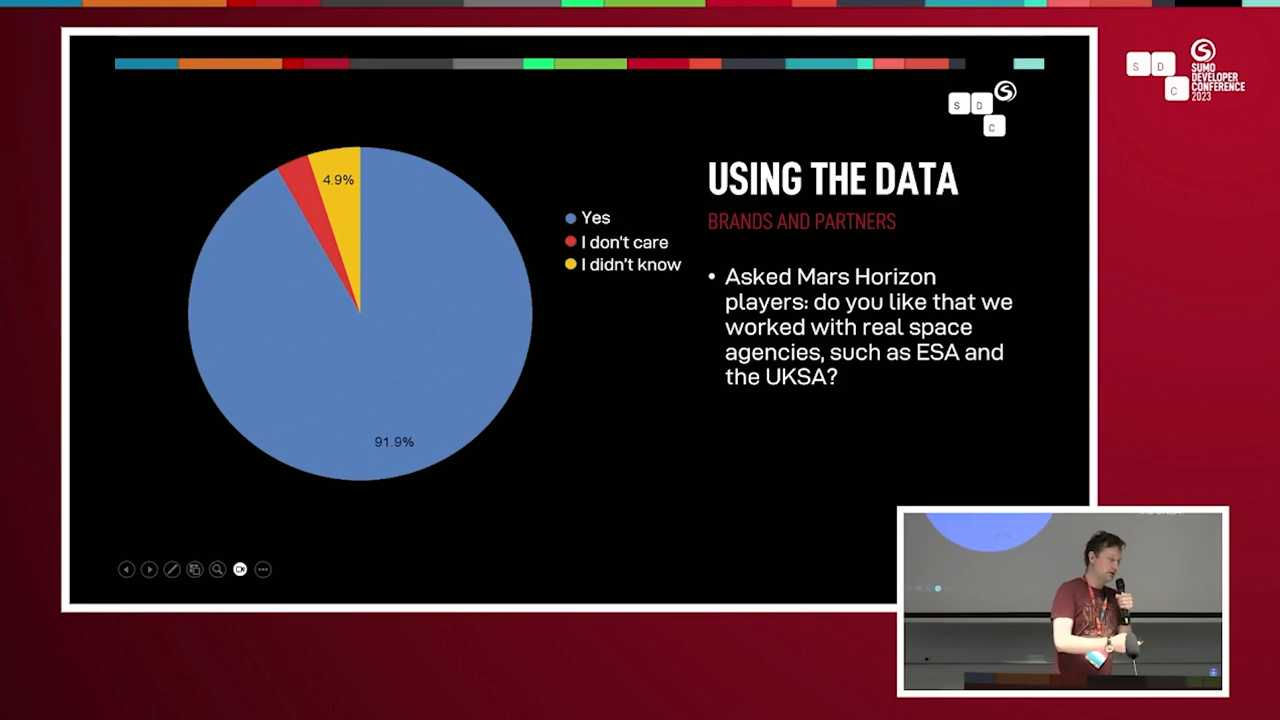 S D
C
SUMO
DEVELOPER
CONFERENCE
2023
S D
C
4.9%
91.9%
Yes
I don't care
I didn't know
USING THE DATA
BRANDS AND PARTNERS
• Asked Mars Horizon
players: do you like that we
worked with real space
agencies, such as ESA and
the UKSA?